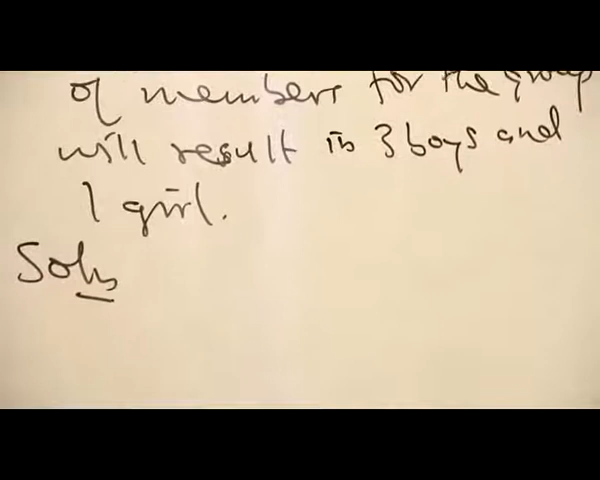 of members for the group
will result in 3 boys and
1 girl.
Soln